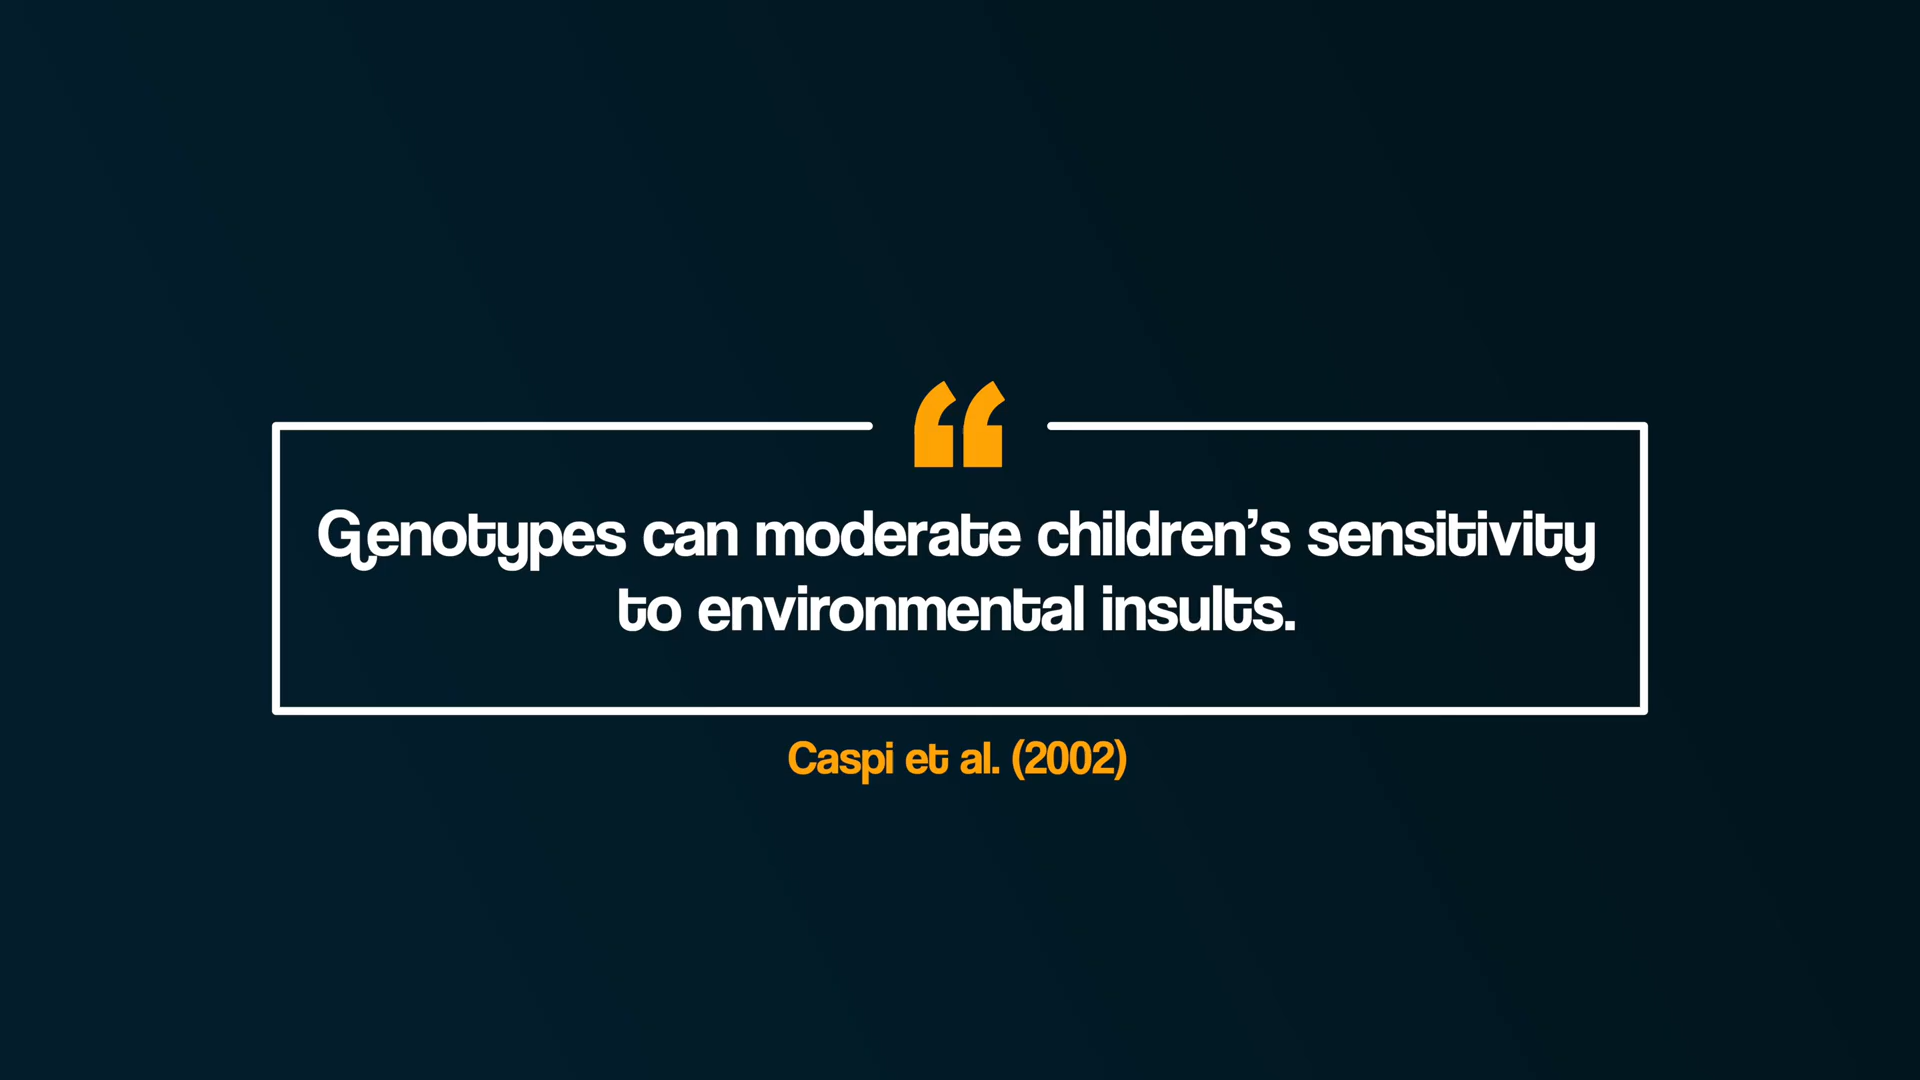 “
Genotypes can moderate children’s sensitivity
to environmental insults.
Caspi et al. (2002)